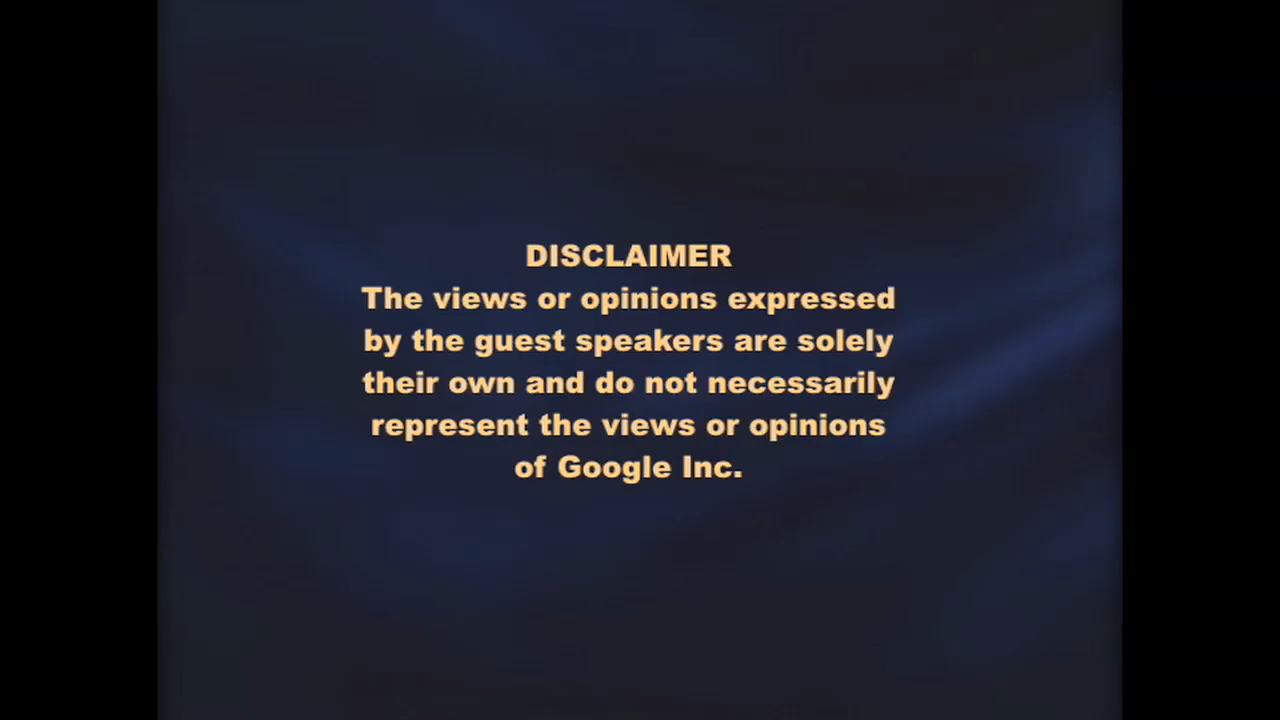 DISCLAIMER
The views or opinions expressed
by the guest speakers are solely
their own and do not necessarily
represent the views or opinions
of Google Inc.